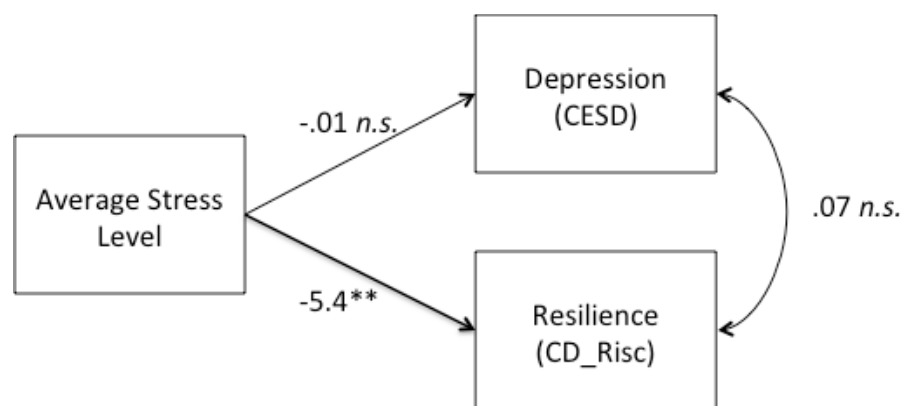 Depression
(CESD)
-.01 n.s.
Average Stress
Level
.07 n.s.
-5.4**
Resilience
(CD_Risc)